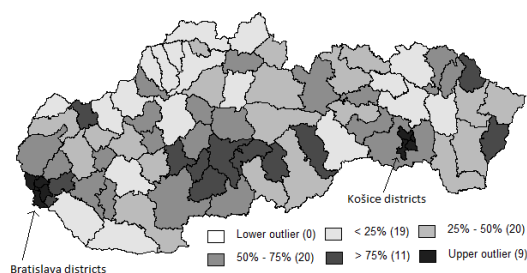 Košice districts
Lower outlier (0) < 25% (19) 25% - 50% (20)
50% - 75% (20) > 75% (11) Upper outlier (9)
Bratislava districts